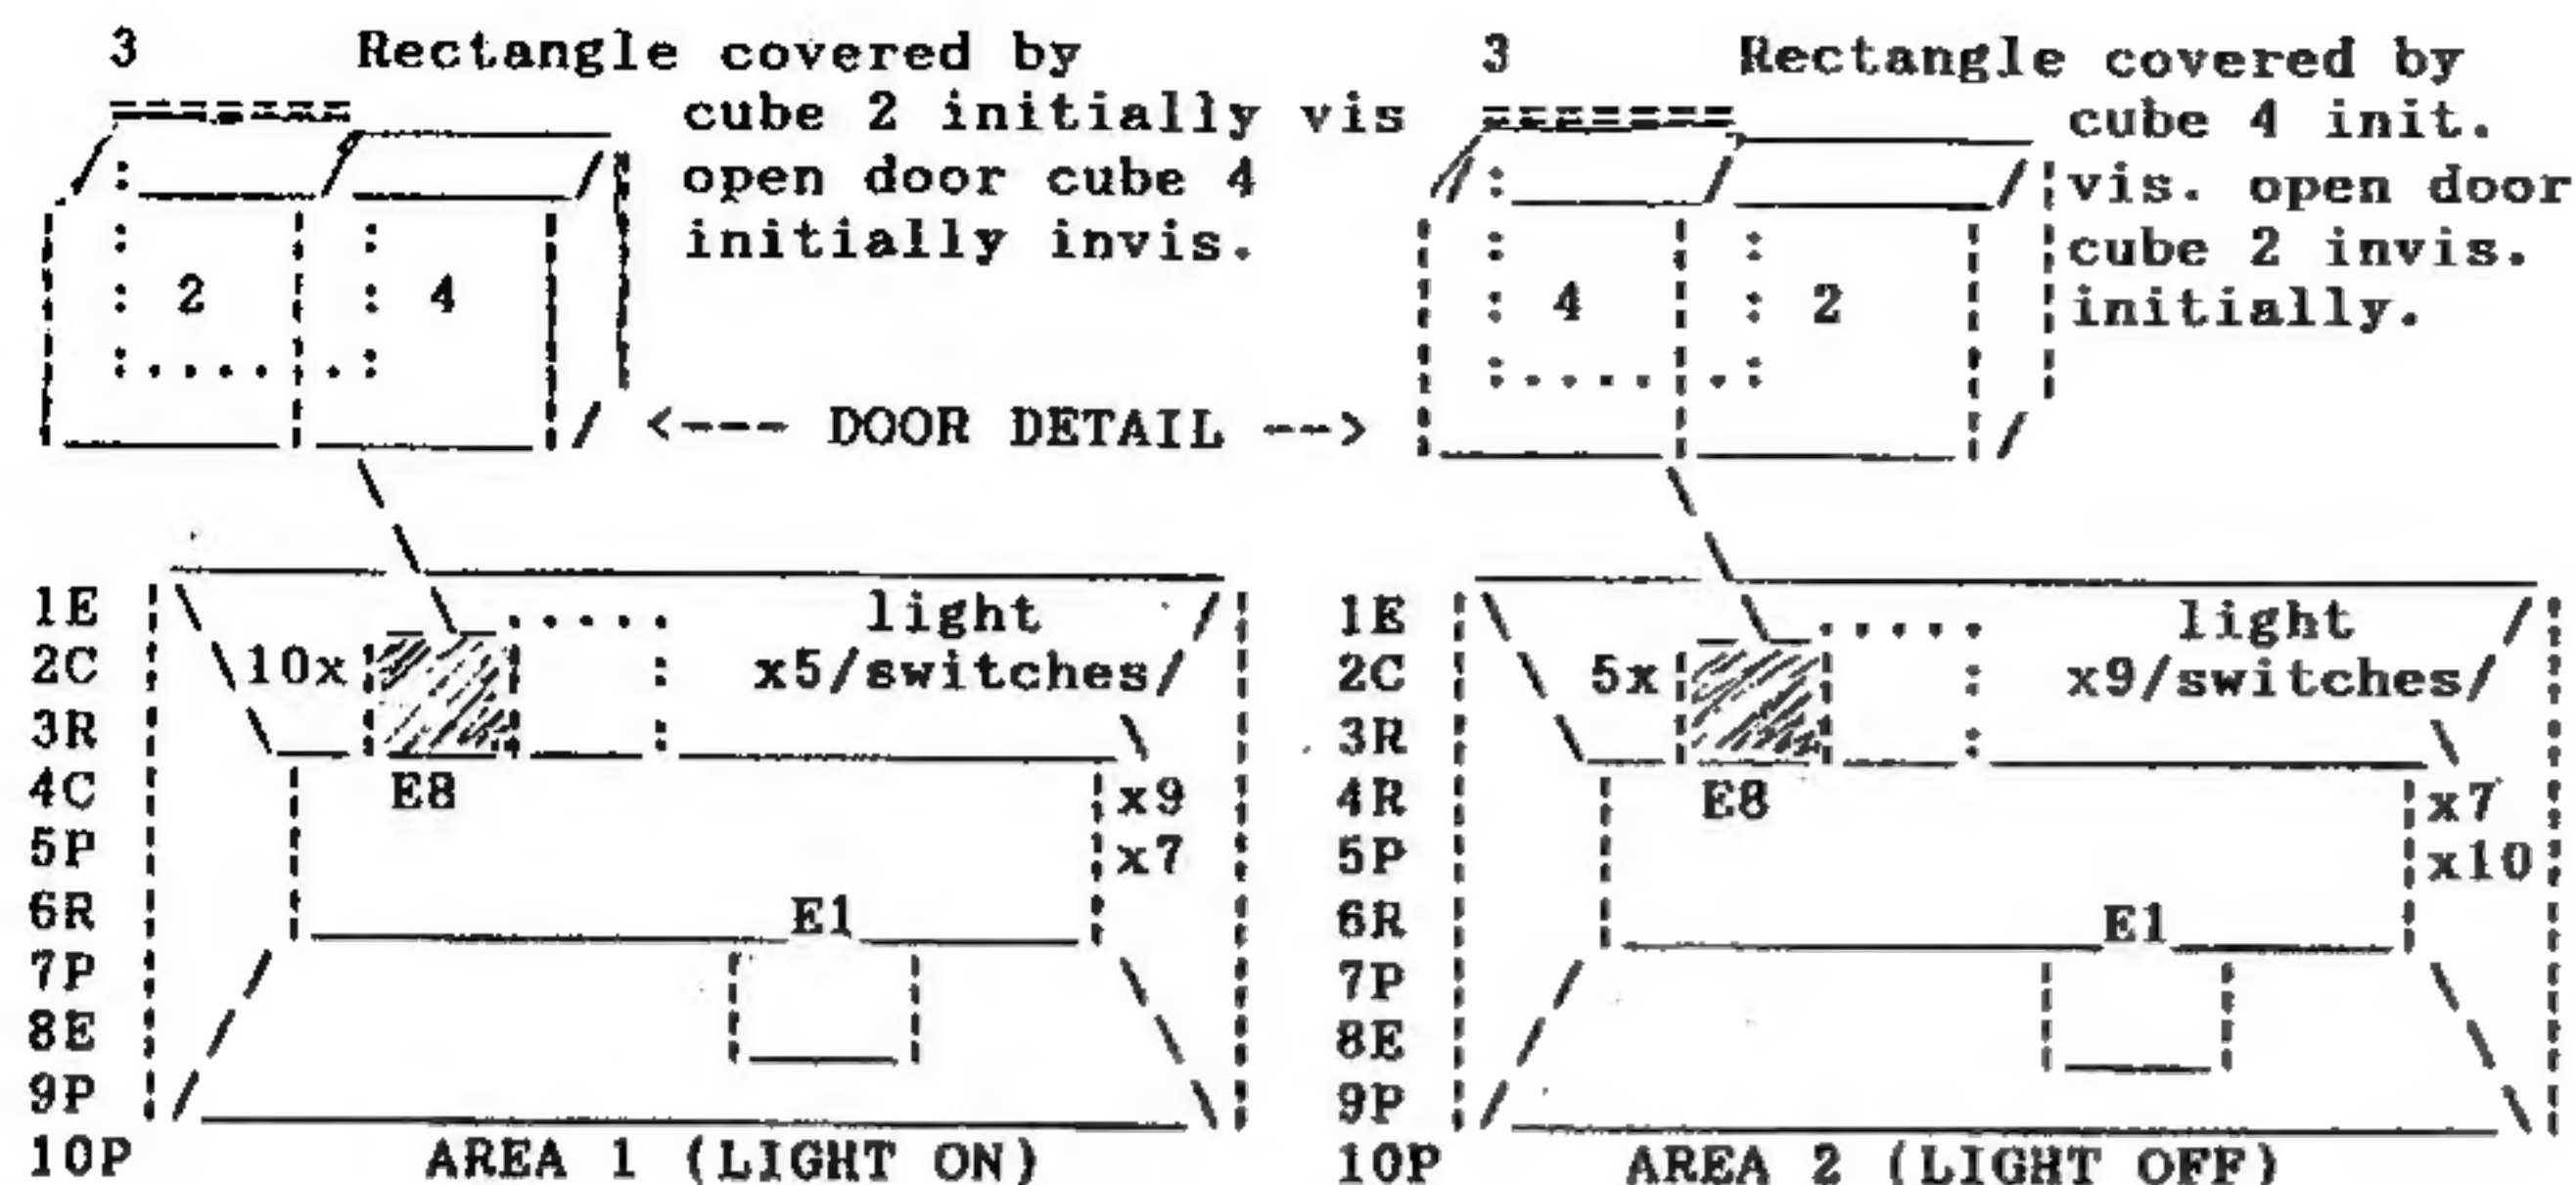 3 Rectangle covered by
cube 2 initially vis
open door cube 4
initially invis.
2 4
3 Rectangle covered by
cube 4 init.
vis. open door
cube 2 invis.
initially.
4 2
<--- DOOR DETAIL -->
1E
2C
3R
4C
5P
6R
7P
8E
9P
10P
light
10x x5/switches/
E8 x9
x7
E1
AREA 1 (LIGHT ON)
1E
2C
3R
4R
5P
6R
7P
8E
9P
10P
light
5x x9/switches/
E8 x7
x10
E1
AREA 2 (LIGHT OFF)